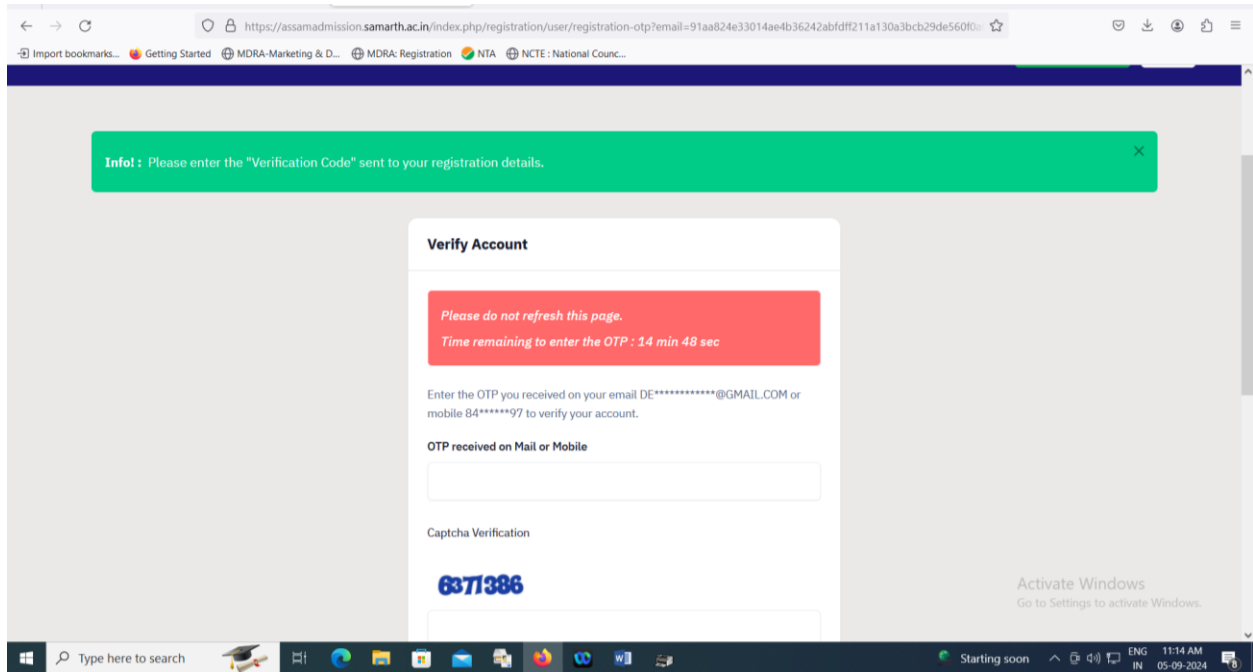 https://assamadmission.samarth.ac.in/index.php/registration/user/registration-otp?email=91aa824e33014ae4b36242abfdff211a130a3bcb29de560f0a
Import bookmarks... Getting Started MDRA-Marketing & D... MDRA: Registration NTA NCTE : National Counc...
Info! : Please enter the "Verification Code" sent to your registration details.
Verify Account
Please do not refresh this page.
Time remaining to enter the OTP : 14 min 48 sec
Enter the OTP you received on your email DE************@GMAIL.COM or
mobile 84******97 to verify your account.
OTP received on Mail or Mobile
Captcha Verification
6371386
Activate Windows
Go to Settings to activate Windows.
Type here to search
Starting soon
ENG
IN
11:14 AM
05-09-2024